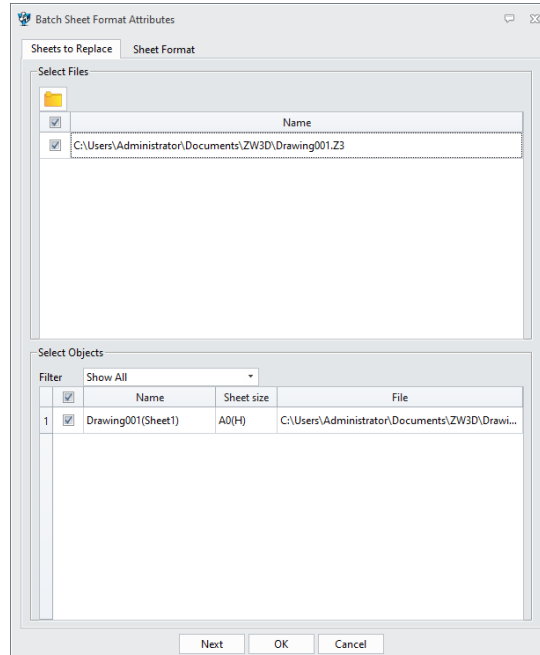 Batch Sheet Format Attributes
Sheets to Replace Sheet Format
Select Files
Name
C:\Users\Administrator\Documents\ZW3D\Drawing001.Z3
Select Objects
Filter Show All
Name Sheet size File
1 Drawing001(Sheet1) A0(H) C:\Users\Administrator\Documents\ZW3D\Drawi...
Next OK Cancel